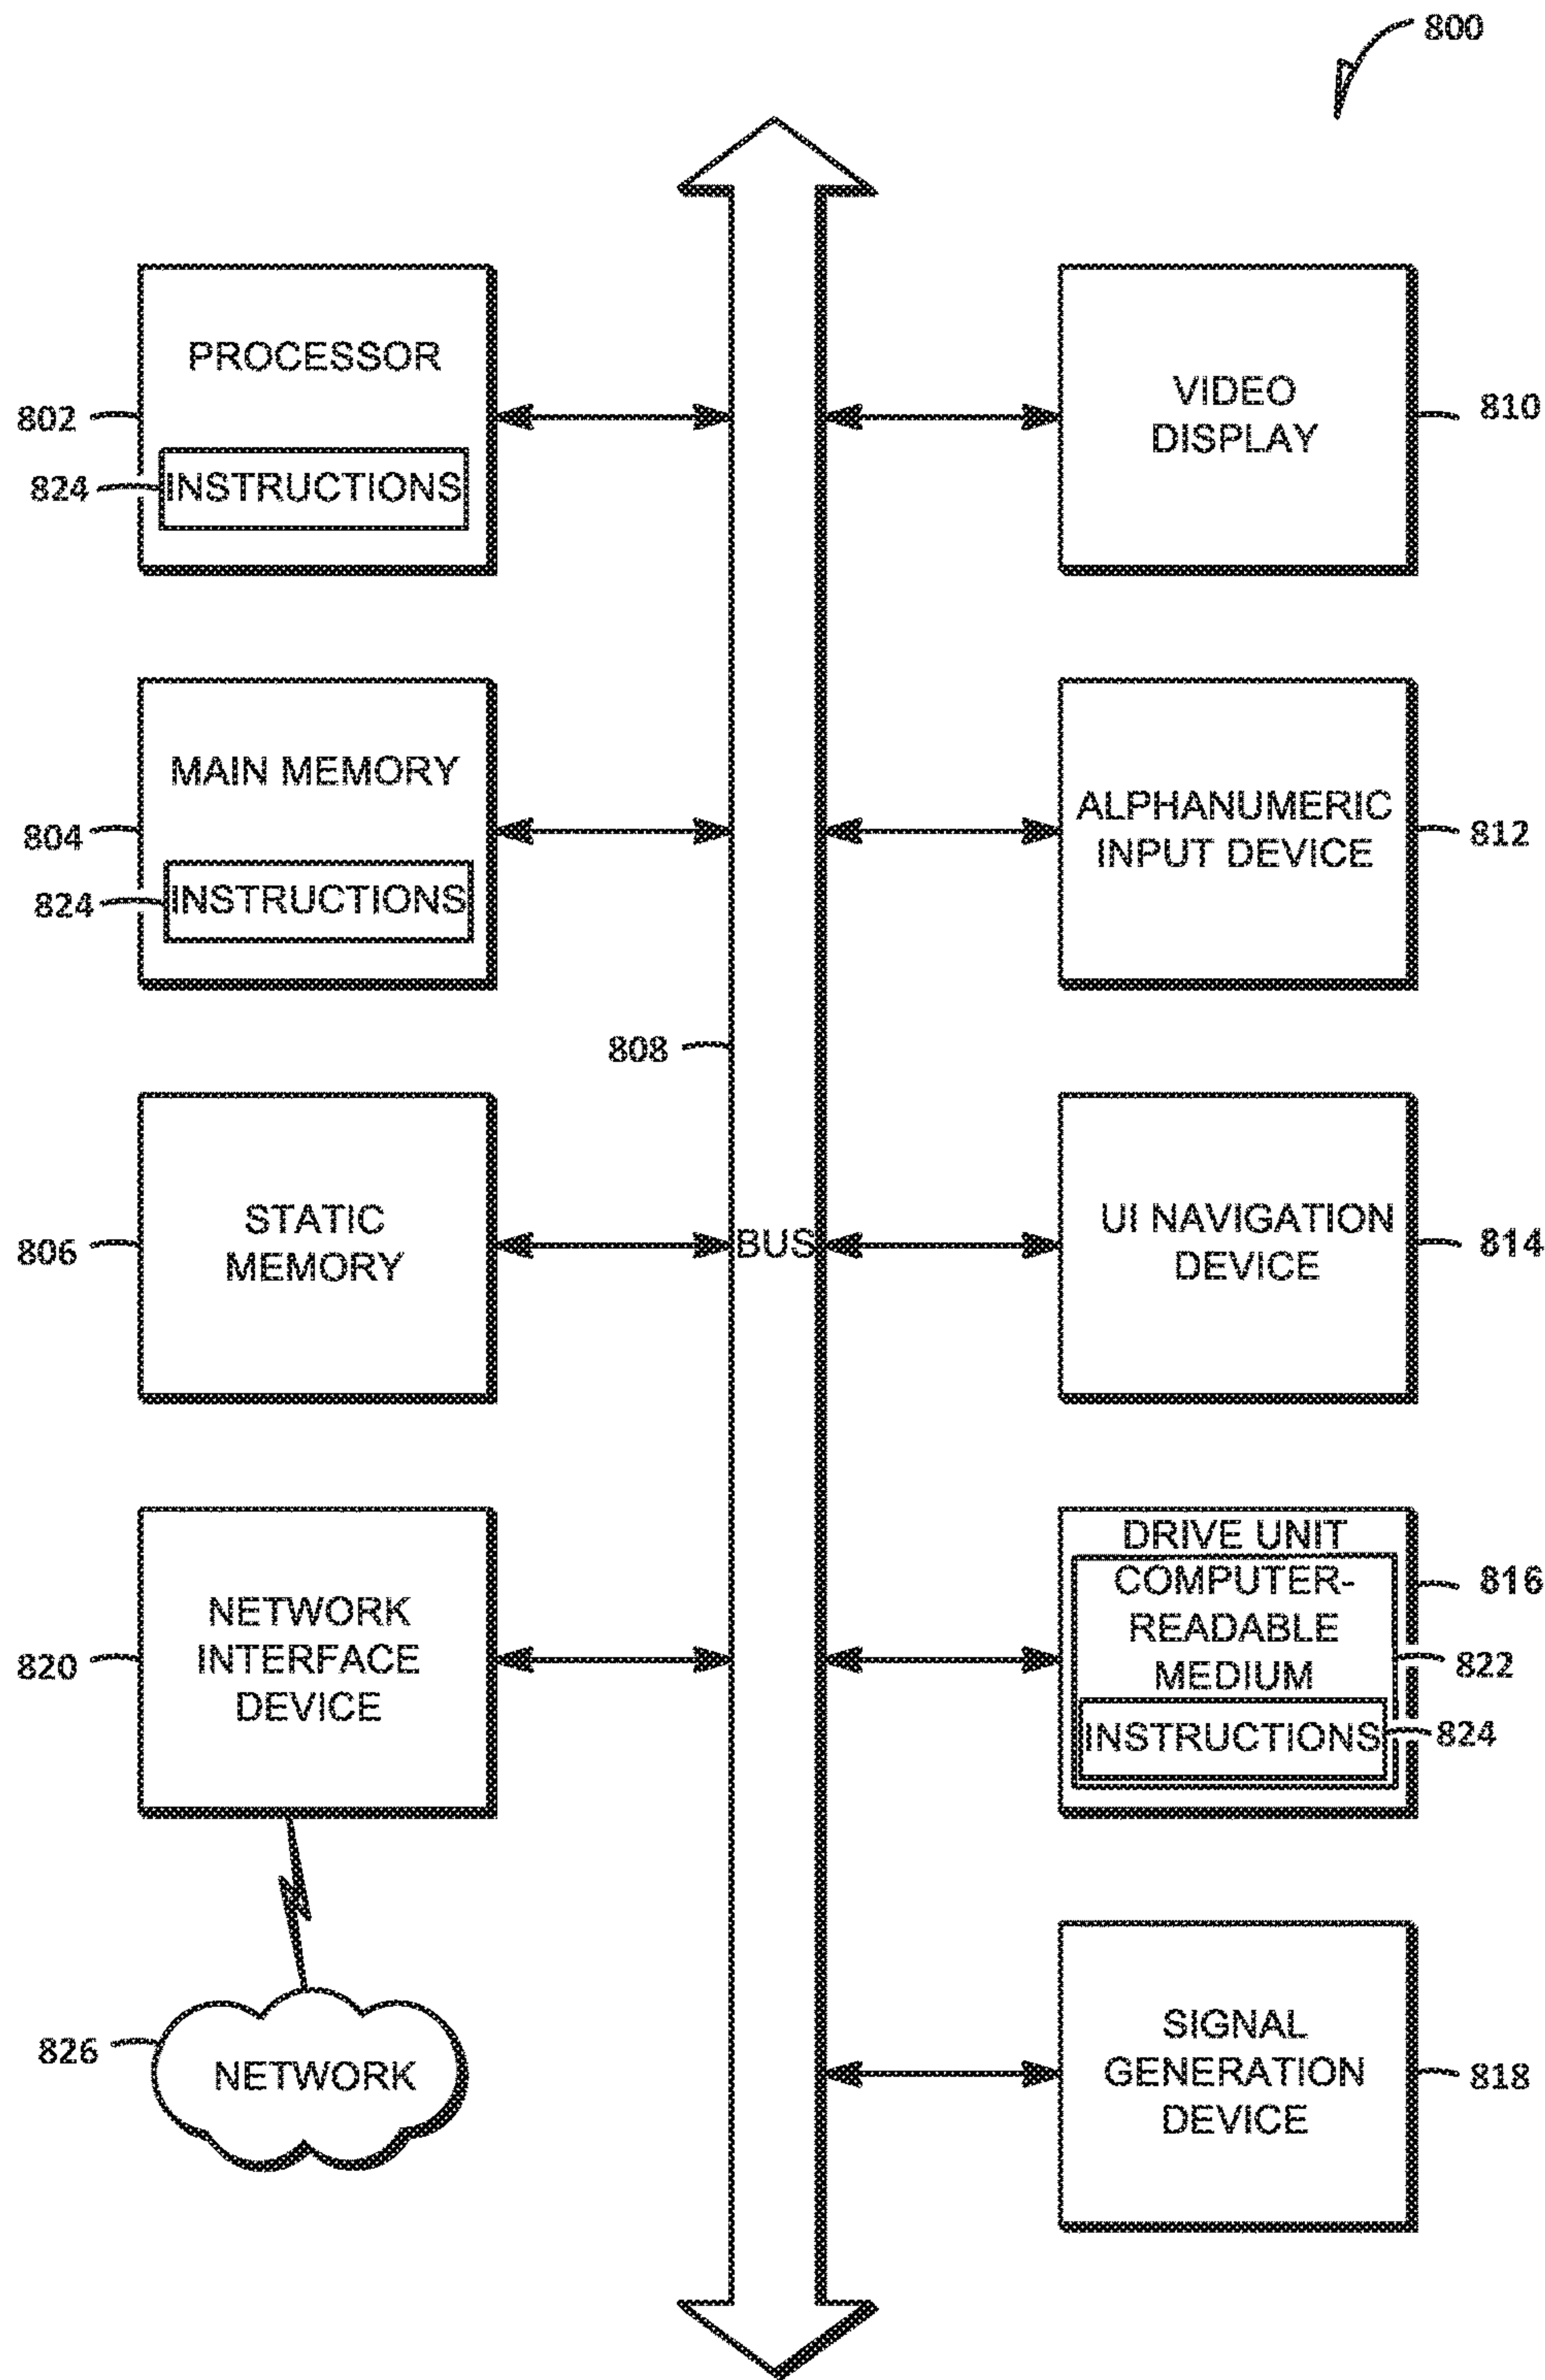 800
PROCESSOR
802
824
INSTRUCTIONS
VIDEO
DISPLAY
810
MAIN MEMORY
804
824
INSTRUCTIONS
ALPHANUMERIC
INPUT DEVICE
812
808
STATIC
MEMORY
806
BUS
UI NAVIGATION
DEVICE
814
NETWORK
INTERFACE
DEVICE
820
DRIVE UNIT
COMPUTER-
READABLE
MEDIUM
INSTRUCTIONS
816
822
824
826
NETWORK
SIGNAL
GENERATION
DEVICE
818